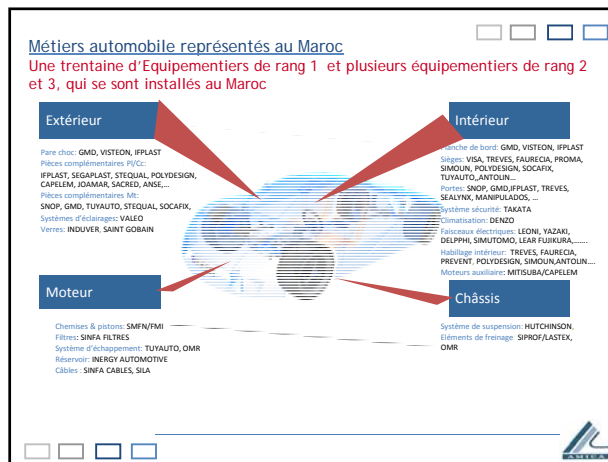 Métiers automobile représentés au Maroc
Une trentaine d'Equipementiers de rang 1 et plusieurs équipementiers de rang 2
et 3, qui se sont installés au Maroc
Extérieur
Pare choc: GMD, VISTEON, IFPLAST
Pièces complémentaires Pl/Cc:
IFPLAST, SEGAPLAST, STEQUAL, POLYDESIGN,
CAPELEM, JOAMAR, SACRED, ANSE,...
Pièces complémentaires Mt:
SNOP, GMD, TUYAUTO, STEQUAL, SOCAFIX,
Systèmes d'éclairages: VALEO
Verres: INDUVER, SAINT GOBAIN
Intérieur
Planche de bord: GMD, VISTEON, IFPLAST
Sièges: VISA, TREVES, FAURECIA, PROMA,
SIMOUN, POLYDESIGN, SOCAFIX,
TUYAUTO,,ANTOLIN...
Portes: SNOP, GMD,IFPLAST, TREVES,
SEALYNX, MANIPULADOS, ...
Système sécurité: TAKATA
Climatisation: DENZO
Faisceaux électriques: LEONI, YAZAKI,
DELPPHI, SIMUTOMO, LEAR FUJIKURA,.......
Habillage intérieur: TREVES, FAURECIA,
PREVENT, POLYDESIGN, SIMOUN,ANTOLIN....
Moteurs auxiliaire: MITISUBA/CAPELEM
Moteur
Chemises & pistons: SMFN/FMI
Filtres: SINFA FILTRES
Système d'échappement: TUYAUTO, OMR
Réservoir: INERGY AUTOMOTIVE
Câbles : SINFA CABLES, SILA
Châssis
Système de suspension: HUTCHINSON,
Eléments de freinage SIPROF/LASTEX,
OMR
AMICA